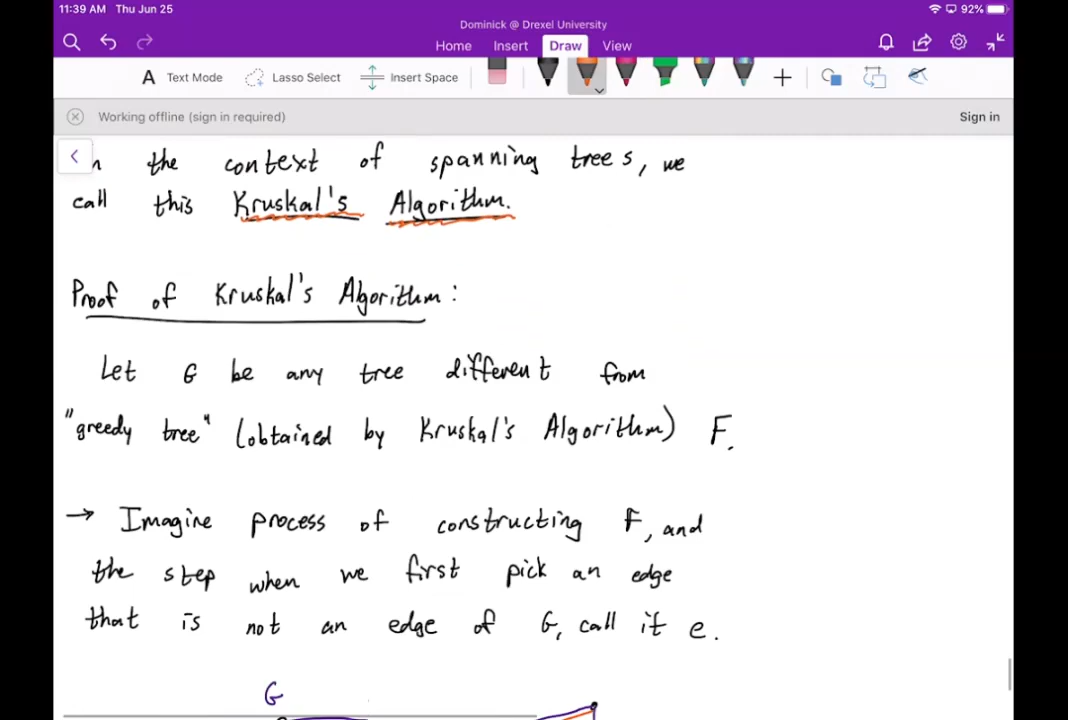 11:39 AM Thu Jun 25
92%
Dominick @ Drexel University
Home Insert Draw View
A Text Mode Lasso Select Insert Space
Working offline (sign in required) Sign in
n the context of spanning trees, we
call this Kruskal's Algorithm.
Proof of Kruskal's Algorithm:
Let G be any tree different from
"greedy tree" (obtained by Kruskal's Algorithm) F.
→ Imagine process of constructing F, and
the step when we first pick an edge
that is not an edge of G, call it e.
G